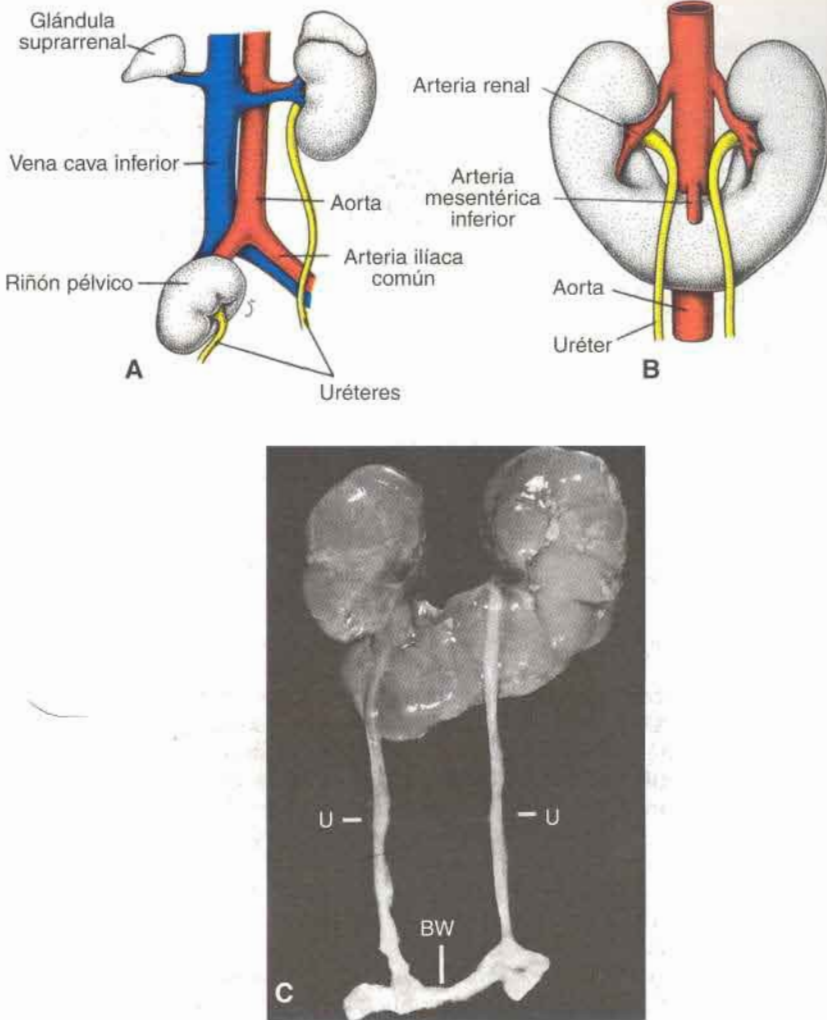 Glándula
suprarrenal
Vena cava inferior
Riñón pélvico
Aorta
Arteria ilíaca
común
Uréteres
A
Arteria renal
Arteria
mesentérica
inferior
Aorta
Uréter
B
U
U
BW
C